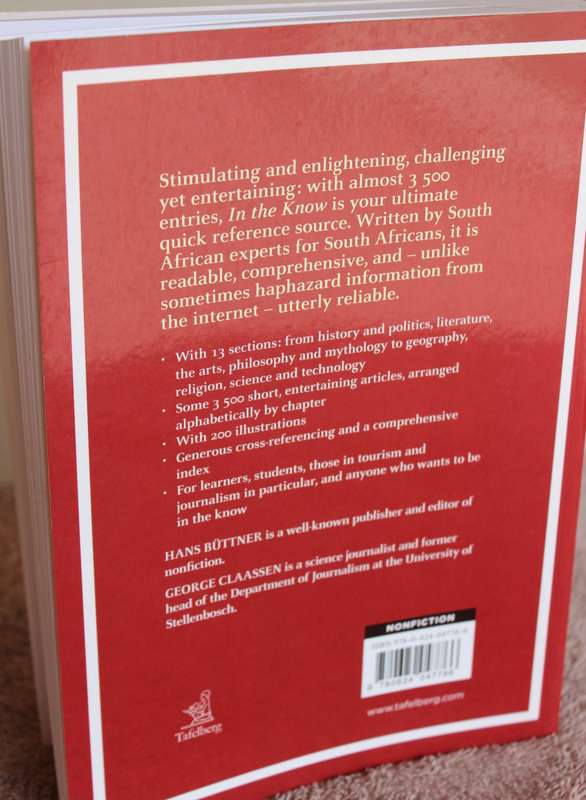 Stimulating and enlightening, challenging
yet entertaining: with almost 3 500
entries, In the Know is your ultimate
quick reference source. Written by South
African experts for South Africans, it is
readable, comprehensive, and – unlike
sometimes haphazard information from
the internet – utterly reliable.
• With 13 sections: from history and politics, literature,
the arts, philosophy and mythology to geography,
religion, science and technology
• Some 3 500 short, entertaining articles, arranged
alphabetically by chapter
• With 200 illustrations
• Generous cross-referencing and a comprehensive
index
• For learners, students, those in tourism and
journalism in particular, and anyone who wants to be
in the know
HANS BÜTTNER is a well-known publisher and editor of
nonfiction.
GEORGE CLAASSEN is a science journalist and former
head of the Department of Journalism at the University of
Stellenbosch.
NONFICTION
ISBN
Tafelberg
www.tafelberg.com